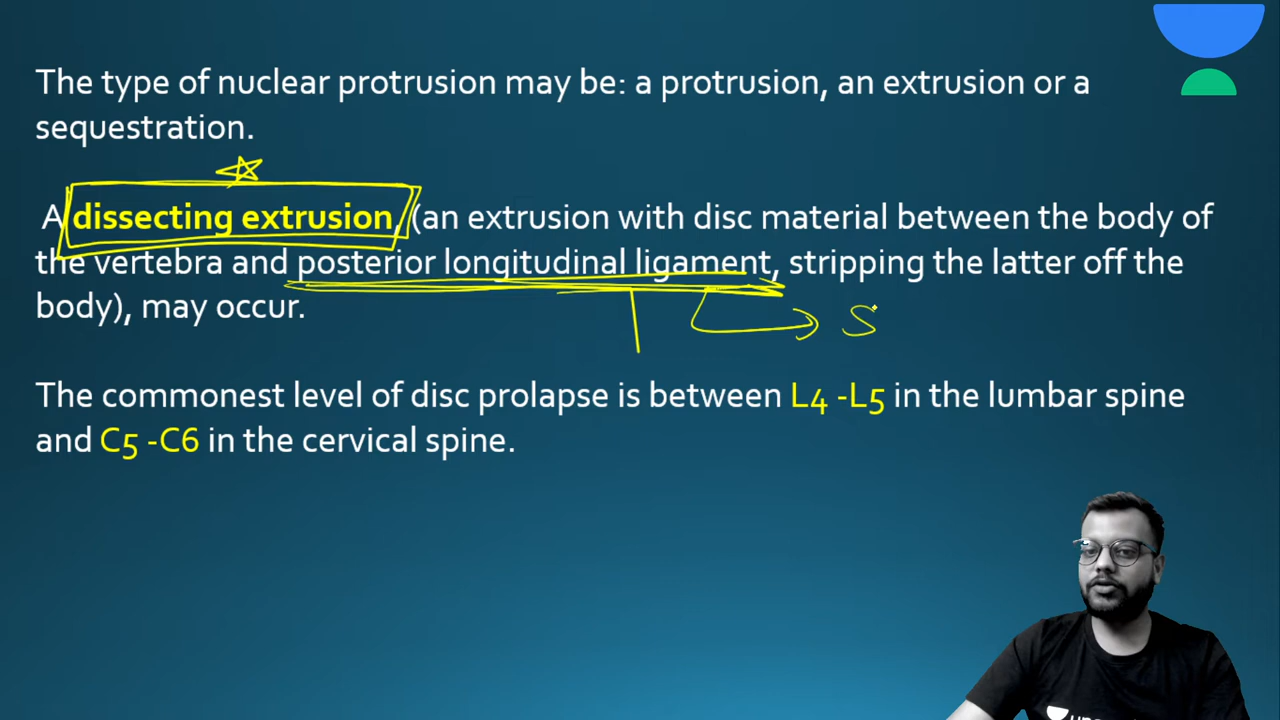 The type of nuclear protrusion may be: a protrusion, an extrusion or a
sequestration.
A dissecting extrusion, (an extrusion with disc material between the body of
the vertebra and posterior longitudinal ligament, stripping the latter off the
body), may occur.
S
The commonest level of disc prolapse is between L4 -L5 in the lumbar spine
and C5 -C6 in the cervical spine.